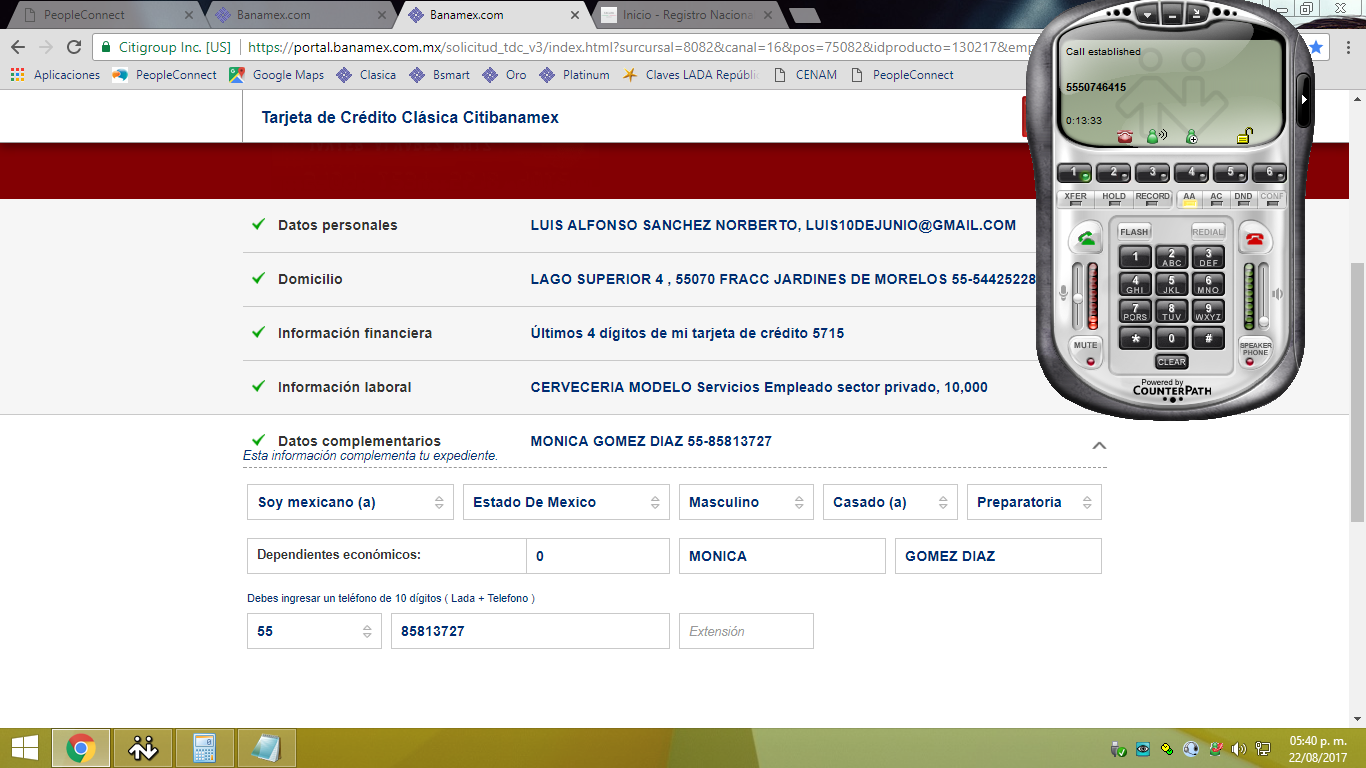 PeopleConnect
Banamex.com
Banamex.com
Inicio - Registro Naciona
Citigroup Inc. [US]
https://portal.banamex.com.mx/solicitud_tdc_v3/index.html?surcursal=8082&canal=16&pos=75082&idproducto=130217&emp
Aplicaciones
PeopleConnect
Google Maps
Clasica
Bsmart
Oro
Platinum
Claves LADA Repúbli
CENAM
PeopleConnect
Tarjeta de Crédito Clásica Citibanamex
Datos personales
LUIS ALFONSO SANCHEZ NORBERTO, LUIS10DEJUNIO@GMAIL.COM
Domicilio
LAGO SUPERIOR 4 , 55070 FRACC JARDINES DE MORELOS 55-54425228
Información financiera
Últimos 4 dígitos de mi tarjeta de crédito 5715
Información laboral
CERVECERIA MODELO Servicios Empleado sector privado, 10,000
Datos complementarios
MONICA GOMEZ DIAZ 55-85813727
Esta información complementa tu expediente.
Soy mexicano (a)
Estado De Mexico
Masculino
Casado (a)
Preparatoria
Dependientes económicos:
0
MONICA
GOMEZ DIAZ
Debes ingresar un teléfono de 10 dígitos ( Lada + Telefono )
55
85813727
Extensión
Call established
5550746415
0:13:33
1 2 3 4 5 6
XFER HOLD RECORD AA AC DND CONF
FLASH REDIAL
1 2 ABC 3 DEF
4 GHI 5 JKL 6 MNO
7 PQRS 8 TUV 9 WXYZ
* 0 #
MUTE
SPEAKER PHONE
CLEAR
Powered by
COUNTERPATH
05:40 p. m.
22/08/2017